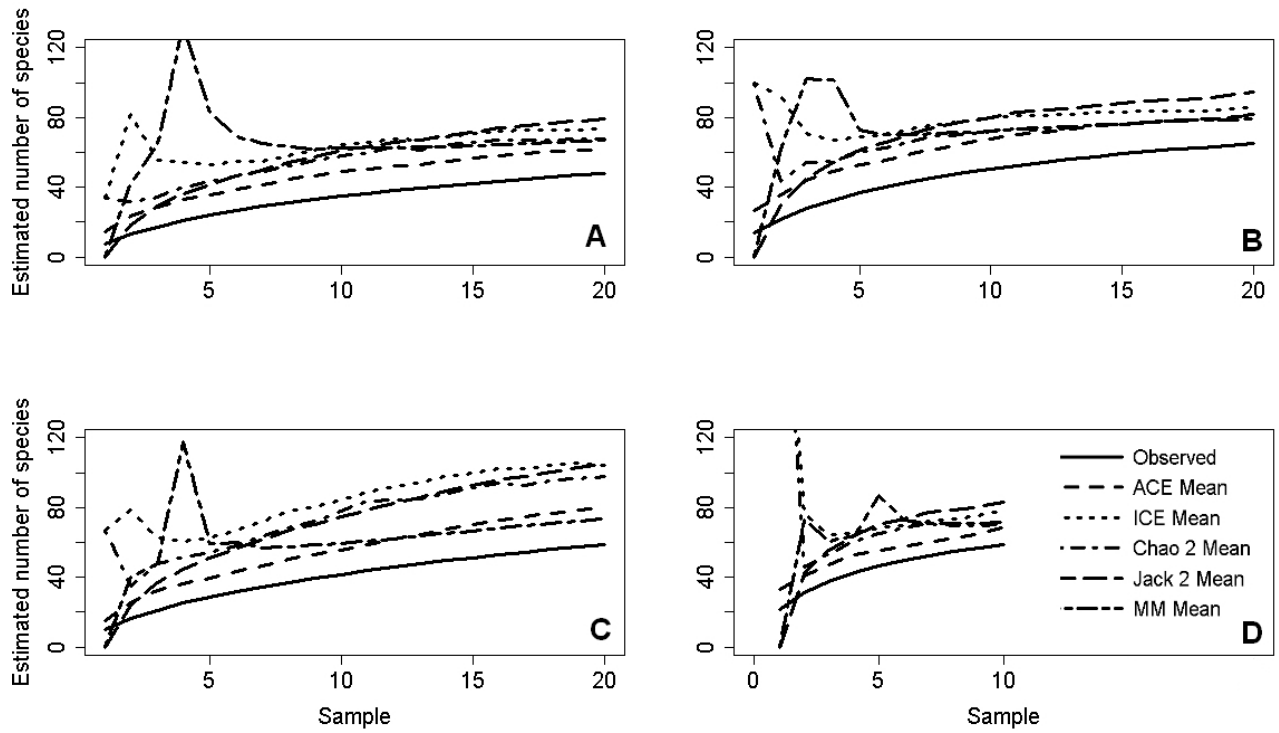 Estimated number of species
0 40 80 120
5 10 15 20
A
0 40 80 120
5 10 15 20
B
Estimated number of species
0 40 80 120
5 10 15 20
Sample
C
0 40 80 120
0 5 10
Sample
Observed
ACE Mean
ICE Mean
Chao 2 Mean
Jack 2 Mean
MM Mean
D